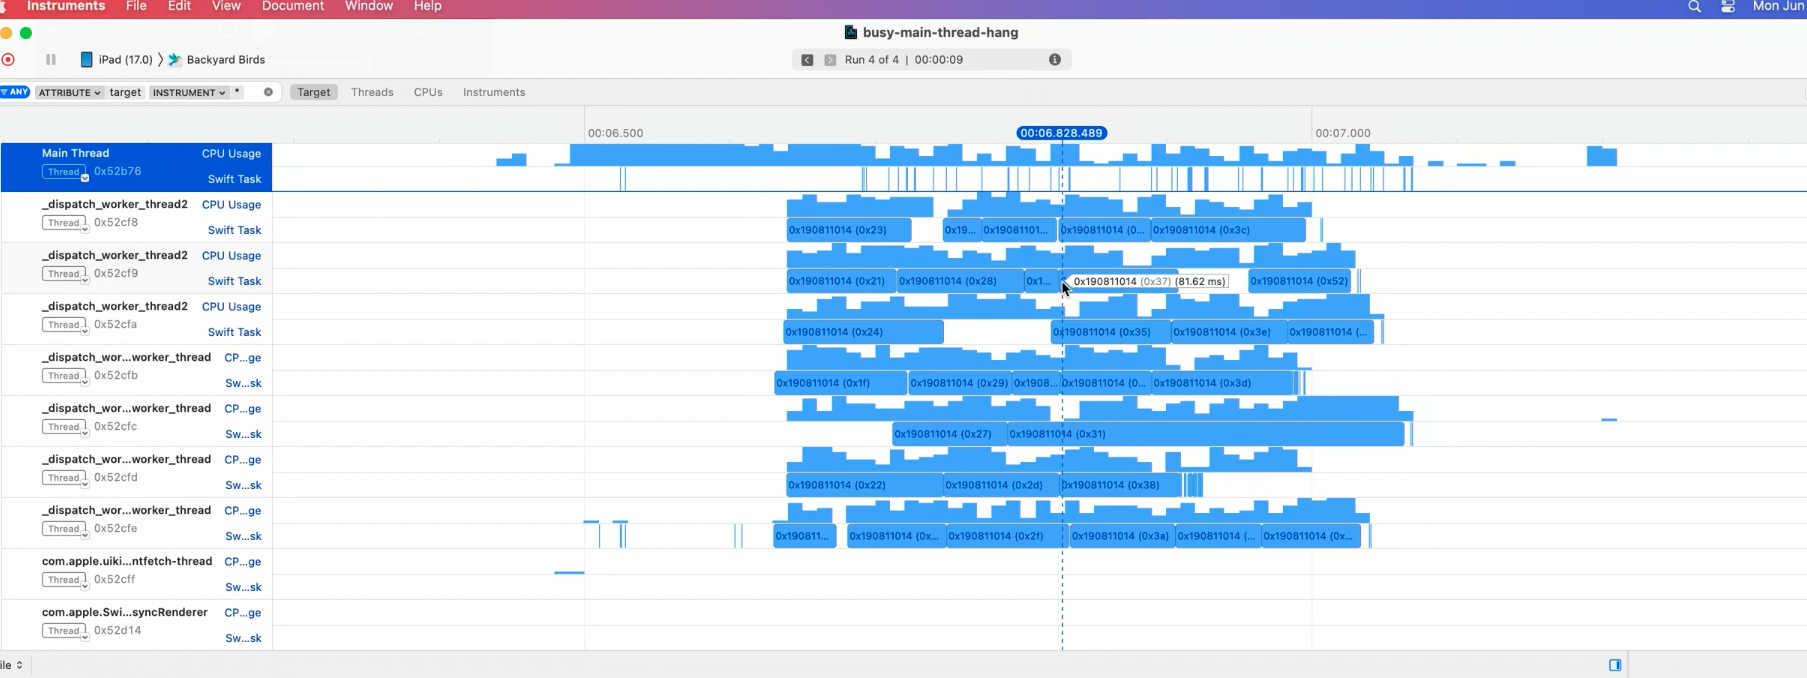 Instruments File Edit View Document Window Help Mon Jun
busy-main-thread-hang
iPad (17.0) Backyard Birds Run 4 of 4 | 00:00:09
ANY ATTRIBUTE target INSTRUMENT * Target Threads CPUs Instruments
00:06.500 00:06.828.489 00:07.000
Main Thread CPU Usage
Thread 0x52b76 Swift Task
_dispatch_worker_thread2 CPU Usage
Thread 0x52cf8 Swift Task 0x190811014 (0x23) 0x19... 0x19081101... 0x190811014 (0... 0x190811014 (0x3c)
_dispatch_worker_thread2 CPU Usage
Thread 0x52cf9 Swift Task 0x190811014 (0x21) 0x190811014 (0x28) 0x1... 0x190811014 (0x37) (81.62 ms) 0x190811014 (0x52)
_dispatch_worker_thread2 CPU Usage
Thread 0x52cfa Swift Task 0x190811014 (0x24) 0x190811014 (0x35) 0x190811014 (0x3e) 0x190811014 (...
_dispatch_wor...worker_thread CP...ge
Thread 0x52cfb Sw...sk 0x190811014 (0x1f) 0x190811014 (0x29) 0x1908... 0x190811014 (0... 0x190811014 (0x3d)
_dispatch_wor...worker_thread CP...ge
Thread 0x52cfc Sw...sk 0x190811014 (0x27) 0x190811014 (0x31)
_dispatch_wor...worker_thread CP...ge
Thread 0x52cfd Sw...sk 0x190811014 (0x22) 0x190811014 (0x2d) 0x190811014 (0x38)
_dispatch_wor...worker_thread CP...ge
Thread 0x52cfe Sw...sk 0x190811... 0x190811014 (0x... 0x190811014 (0x2f) 0x190811014 (0x3a) 0x190811014 (... 0x190811014 (0x...
com.apple.uiki...ntfetch-thread CP...ge
Thread 0x52cff Sw...sk
com.apple.Swi...syncRenderer CP...ge
Thread 0x52d14 Sw...sk
ile